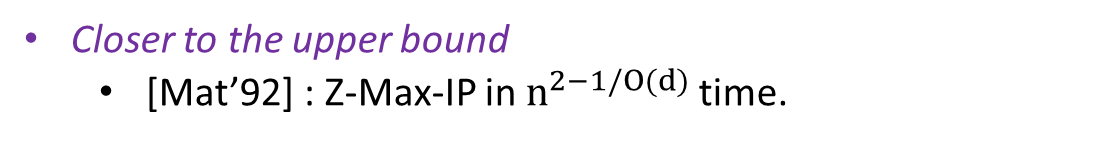 • Closer to the upper bound
• [Mat’92] : Z-Max-IP in n^{2−1/O(d)} time.